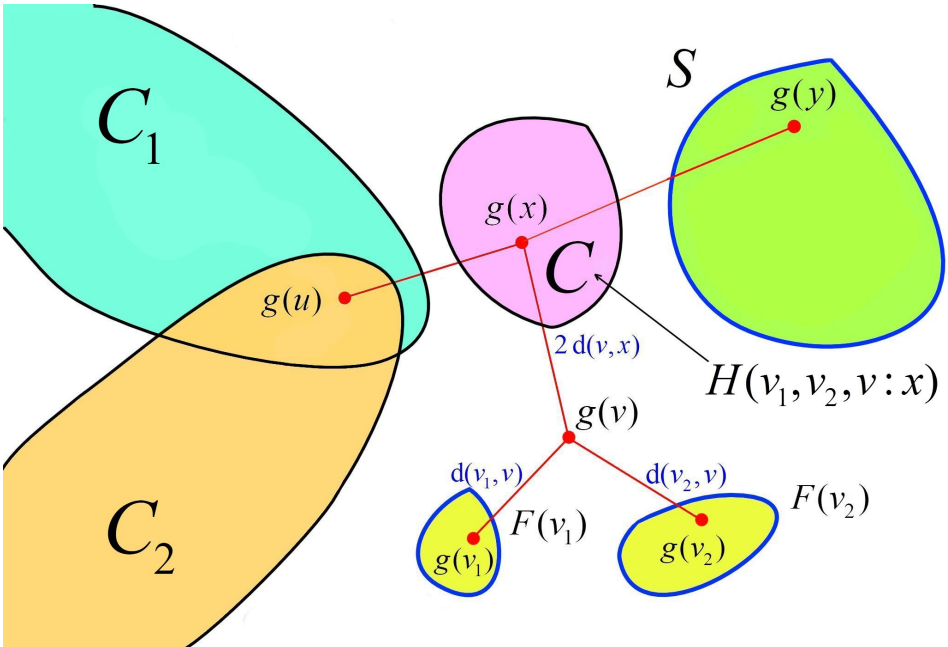 S
C₁
g(y)
g(x)
C
g(u)
2 d(v,x)
H(v₁,v₂,v:x)
g(v)
d(v₁,v)
d(v₂,v)
F(v₁)
F(v₂)
g(v₁)
g(v₂)
C₂